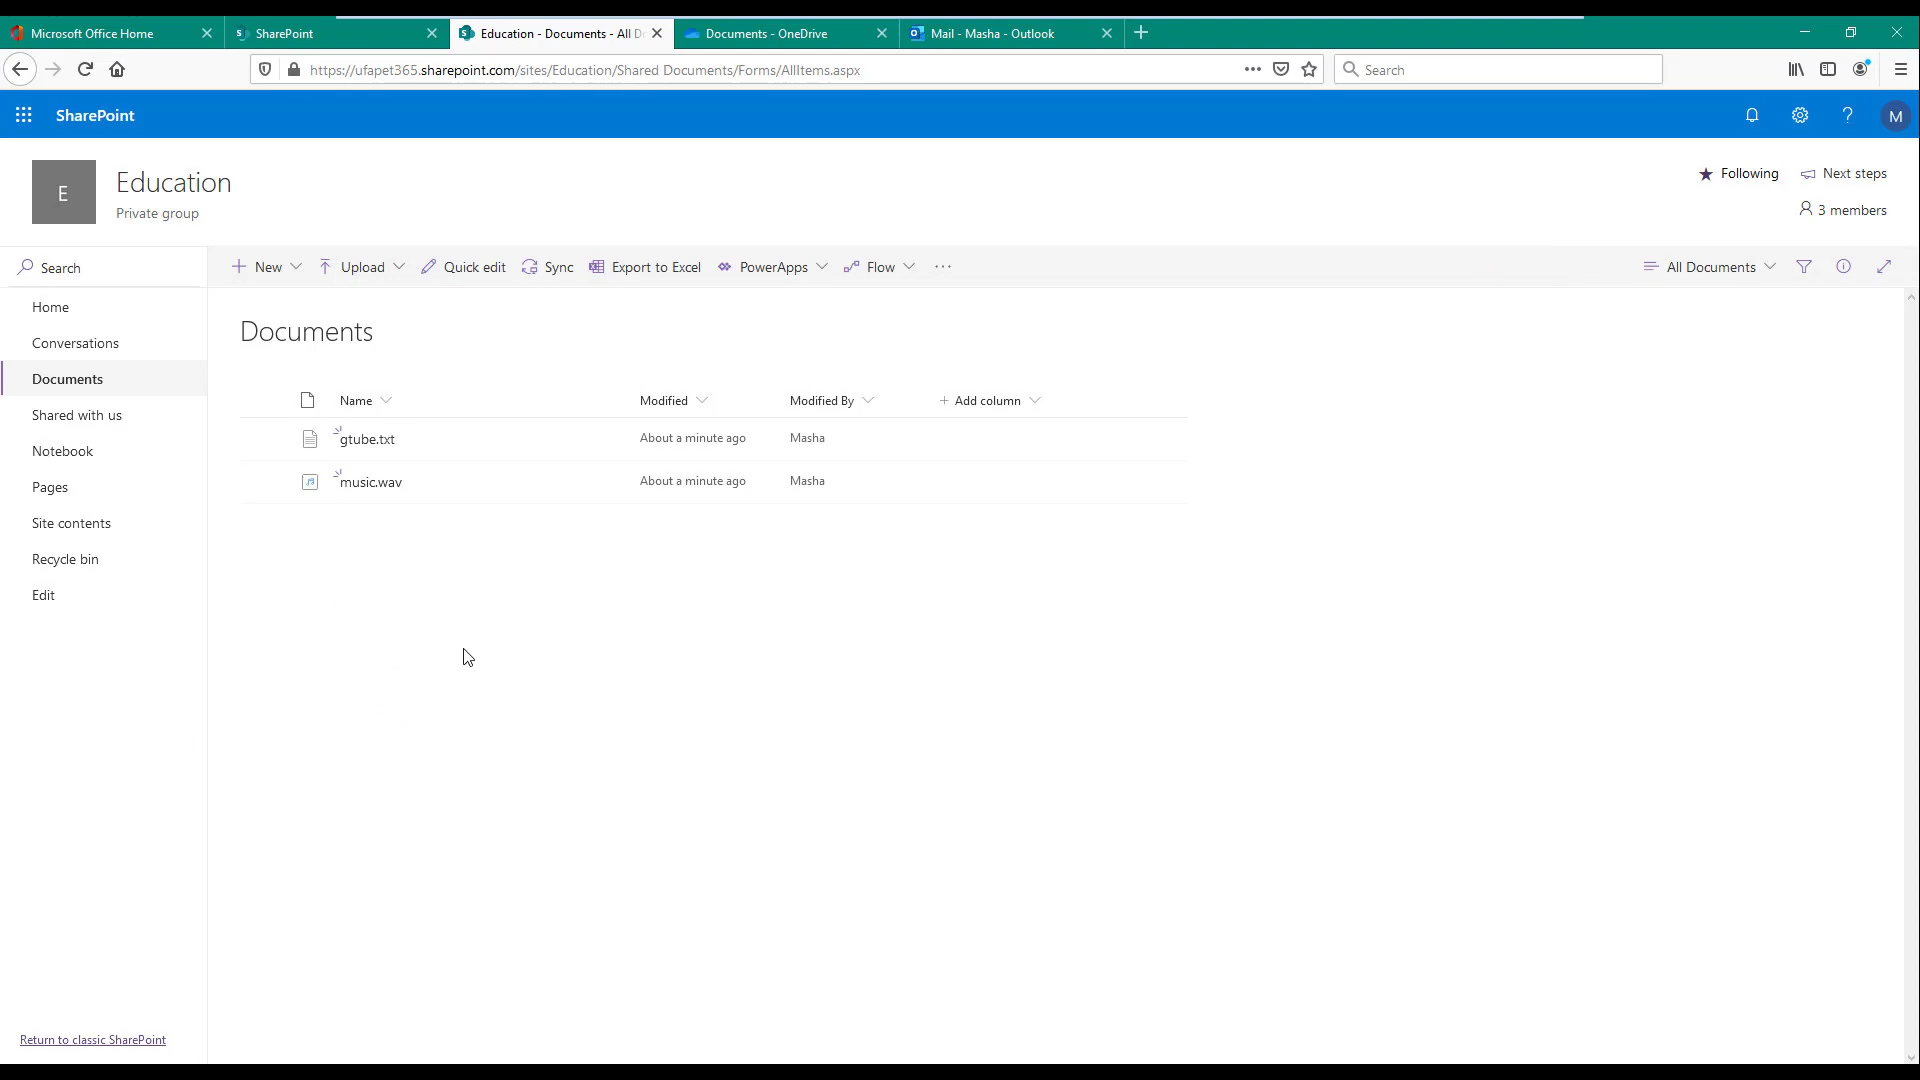 Microsoft Office Home
SharePoint
Education - Documents - All D
Documents - OneDrive
Mail - Masha - Outlook
https://ufapet365.sharepoint.com/sites/Education/Shared Documents/Forms/AllItems.aspx
Search
SharePoint
M
E
Education
Private group
Following
Next steps
3 members
Search
New
Upload
Quick edit
Sync
Export to Excel
PowerApps
Flow
All Documents
Home
Conversations
Documents
Shared with us
Notebook
Pages
Site contents
Recycle bin
Edit
Documents
Name
Modified
Modified By
Add column
gtube.txt
About a minute ago
Masha
music.wav
About a minute ago
Masha
Return to classic SharePoint